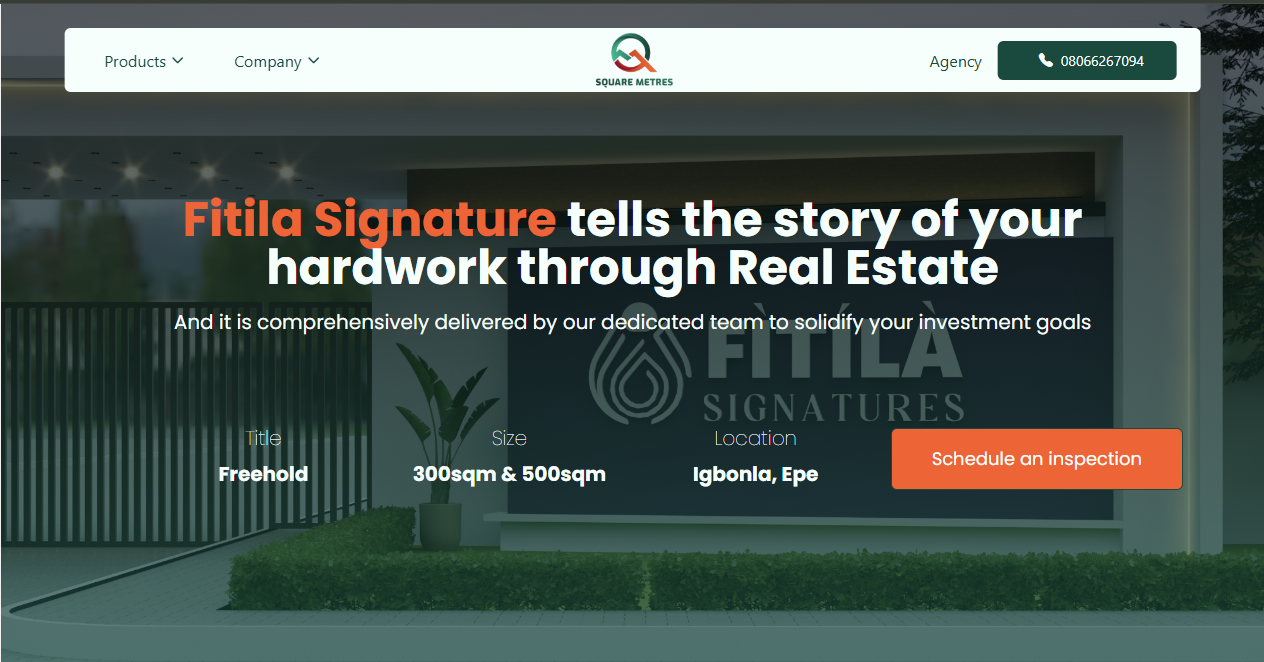 Products
Company
SQUARE METRES
Agency
08066267094
Fitila Signature tells the story of your
hardwork through Real Estate
And it is comprehensively delivered by our dedicated team to solidify your investment goals
FÌTÍLÀ
SIGNATURES
Title
Freehold
Size
300sqm & 500sqm
Location
Igbonla, Epe
Schedule an inspection